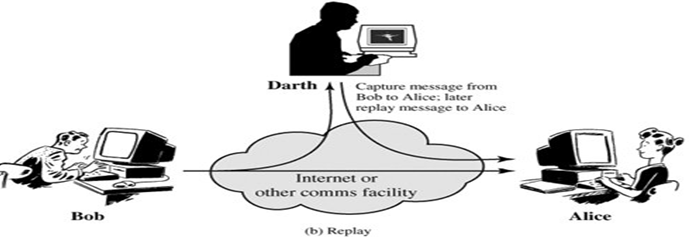 Darth
Capture message from
Bob to Alice; later
replay message to Alice
Internet or
other comms facility
Bob
Alice
(b) Replay